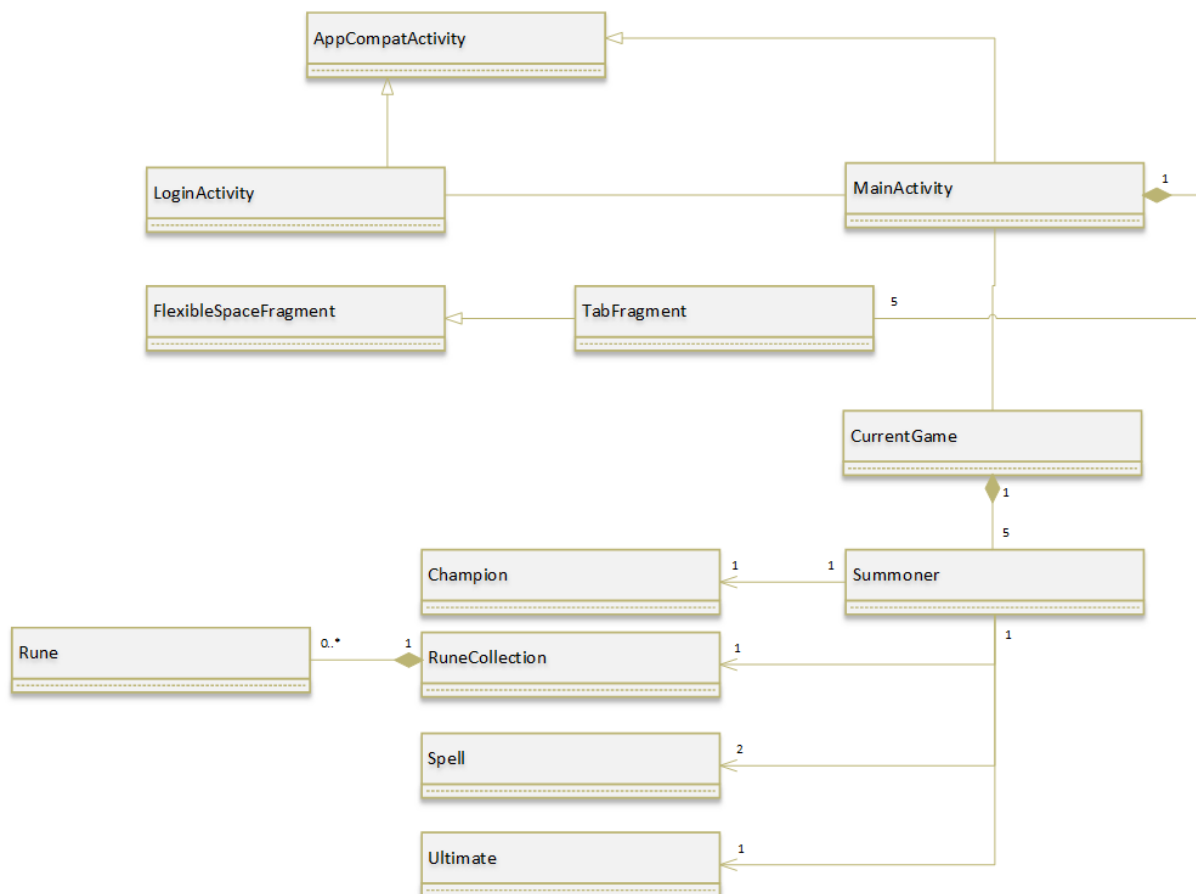 AppCompatActivity
LoginActivity
MainActivity
1
FlexibleSpaceFragment
TabFragment
5
CurrentGame
1
5
Champion
1
1
Summoner
Rune
0..*
1
RuneCollection
1
1
Spell
2
Ultimate
1